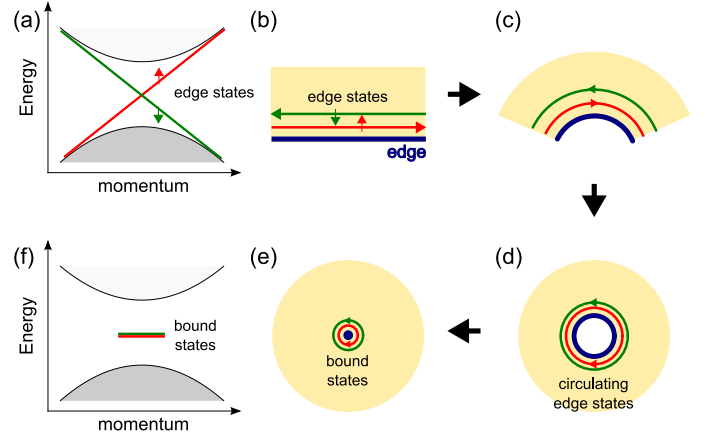 (a)
Energy
edge states
momentum
(b)
edge states
edge
(c)
(f)
Energy
bound
states
momentum
(e)
bound
states
(d)
circulating
edge states